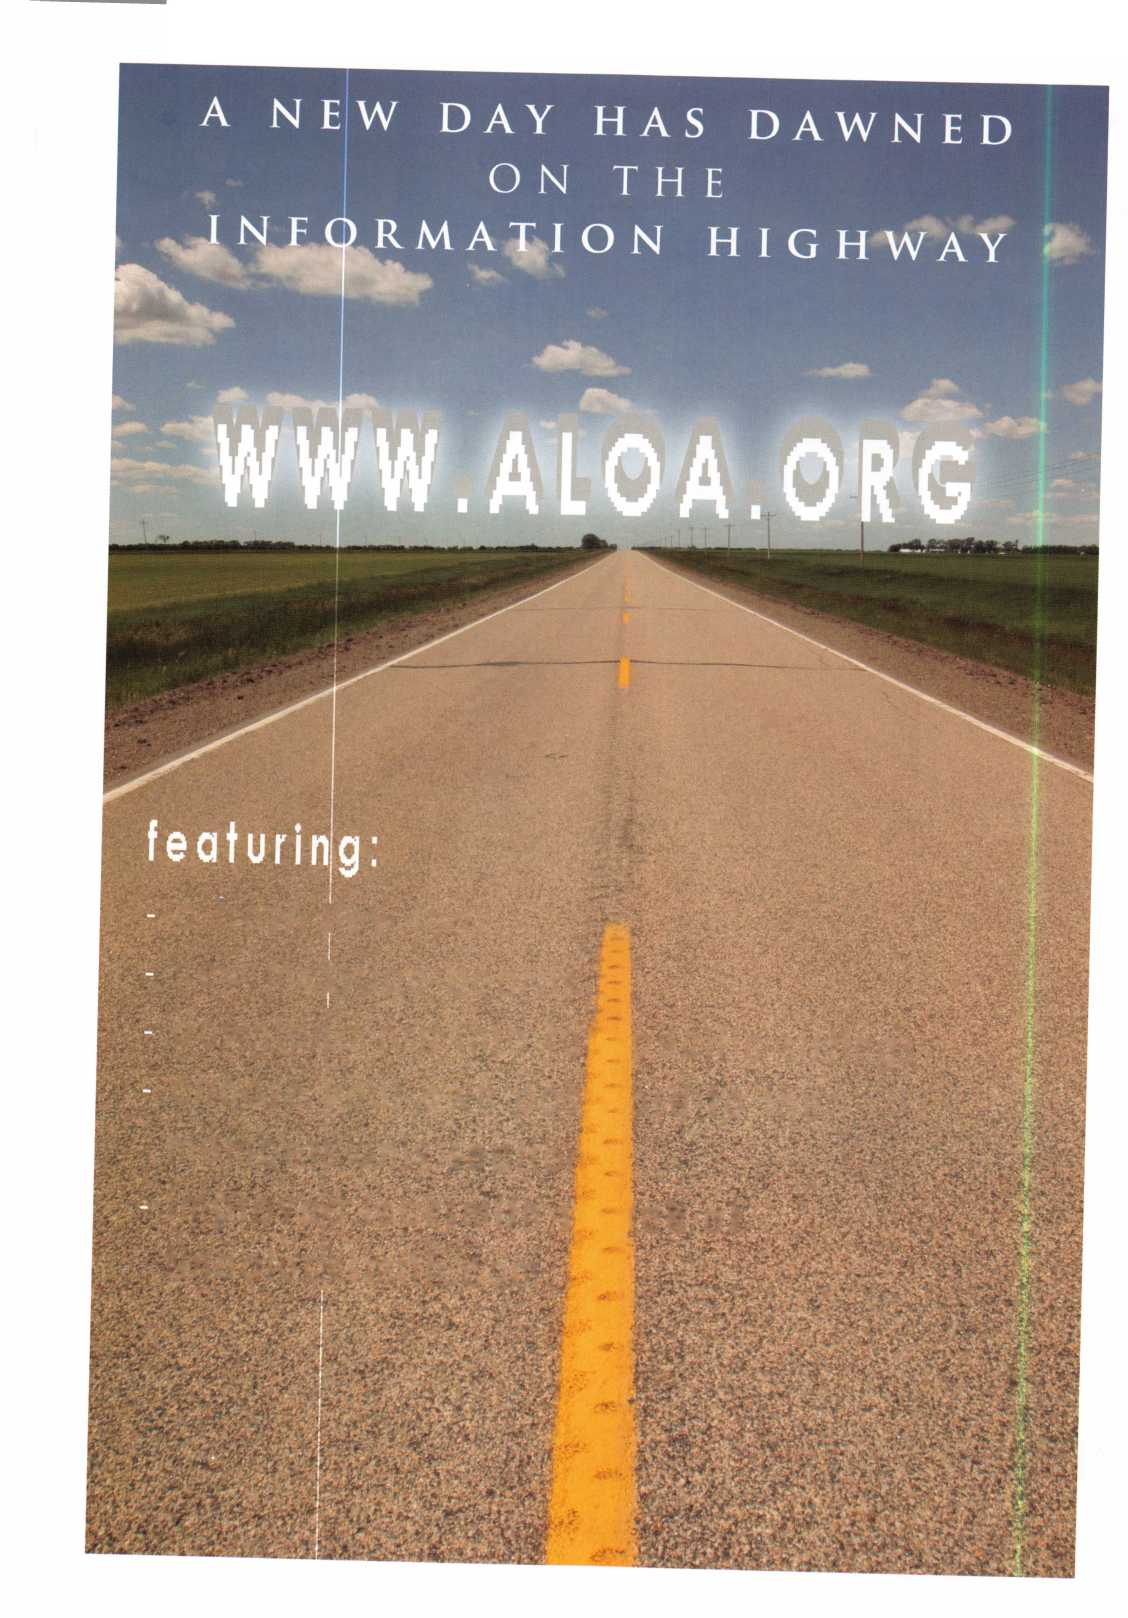 A NEW DAY HAS DAWNED
ON THE
INFORMATION HIGHWAY
WWW.ALOA.ORG
featuring:
-
-
-
-
-